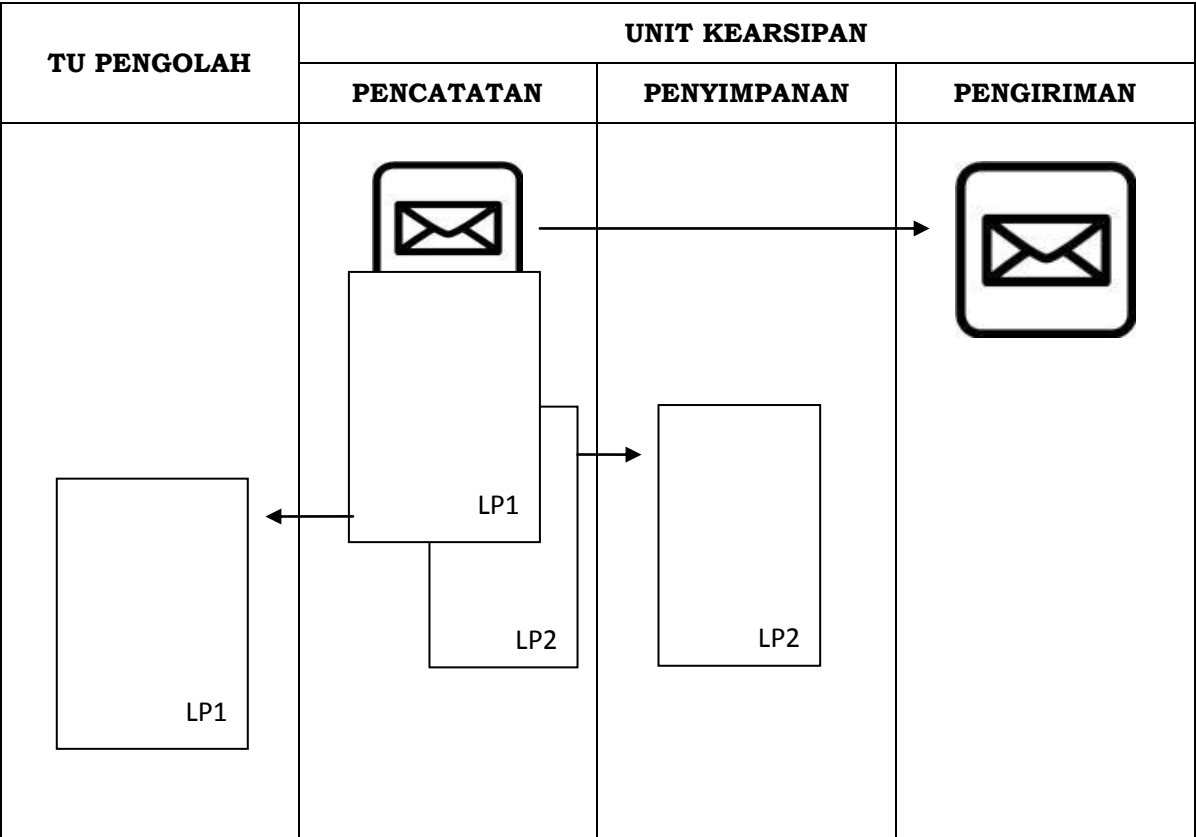 TU PENGOLAH
UNIT KEARSIPAN
PENCATATAN
PENYIMPANAN
PENGIRIMAN
LP1
LP2
LP2
LP1